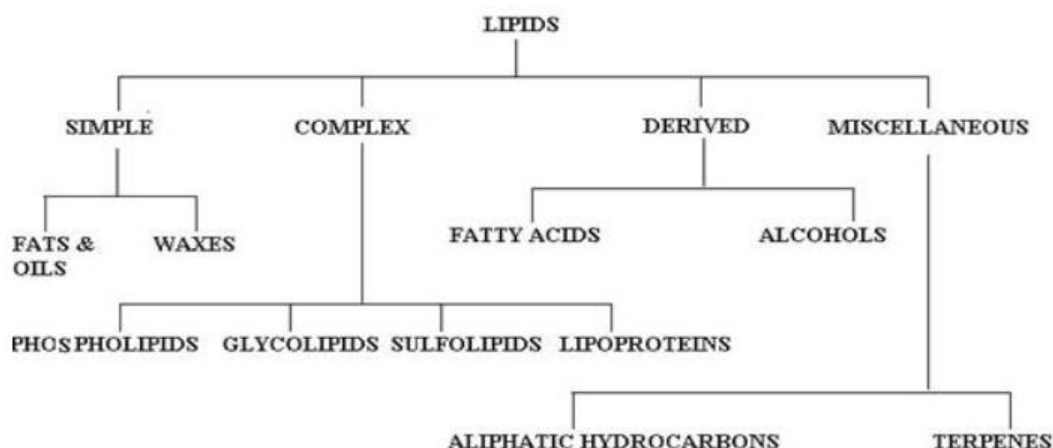 LIPIDS
SIMPLE COMPLEX DERIVED MISCELLANEOUS
FATS & WAXES FATTY ACIDS ALCOHOLS
OILS
PHOSPHOLIPIDS GLYCOLIPIDS SULFOLIPIDS LIPOPROTEINS
ALIPHATIC HYDROCARBONS TERPENES